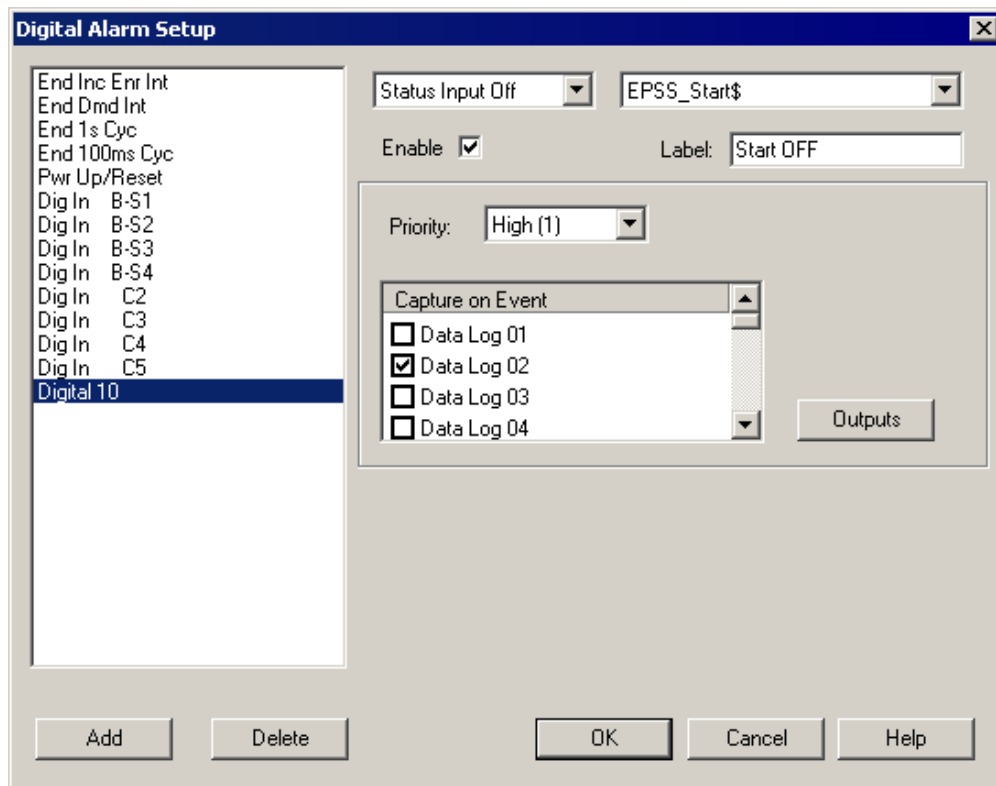 Digital Alarm Setup
End Inc Enr Int
End Dmd Int
End 1s Cyc
End 100ms Cyc
Pwr Up/Reset
Dig In B-S1
Dig In B-S2
Dig In B-S3
Dig In B-S4
Dig In C2
Dig In C3
Dig In C4
Dig In C5
Digital 10
Status Input Off
EPSS_Start$
Enable
Label: Start OFF
Priority: High (1)
Capture on Event
Data Log 01
Data Log 02
Data Log 03
Data Log 04
Outputs
Add
Delete
OK
Cancel
Help